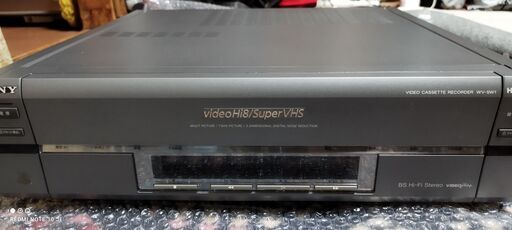 NY
VIDEO CASSETTE RECORDER WV-SW1
H
videoHi8/SuperVHS
MULTI PICTURE / TWIN PICTURE • 3 DIMENSIONAL DIGITAL NOISE REDUCTION
BS Hi-Fi Stereo
REDMI NOTE 10